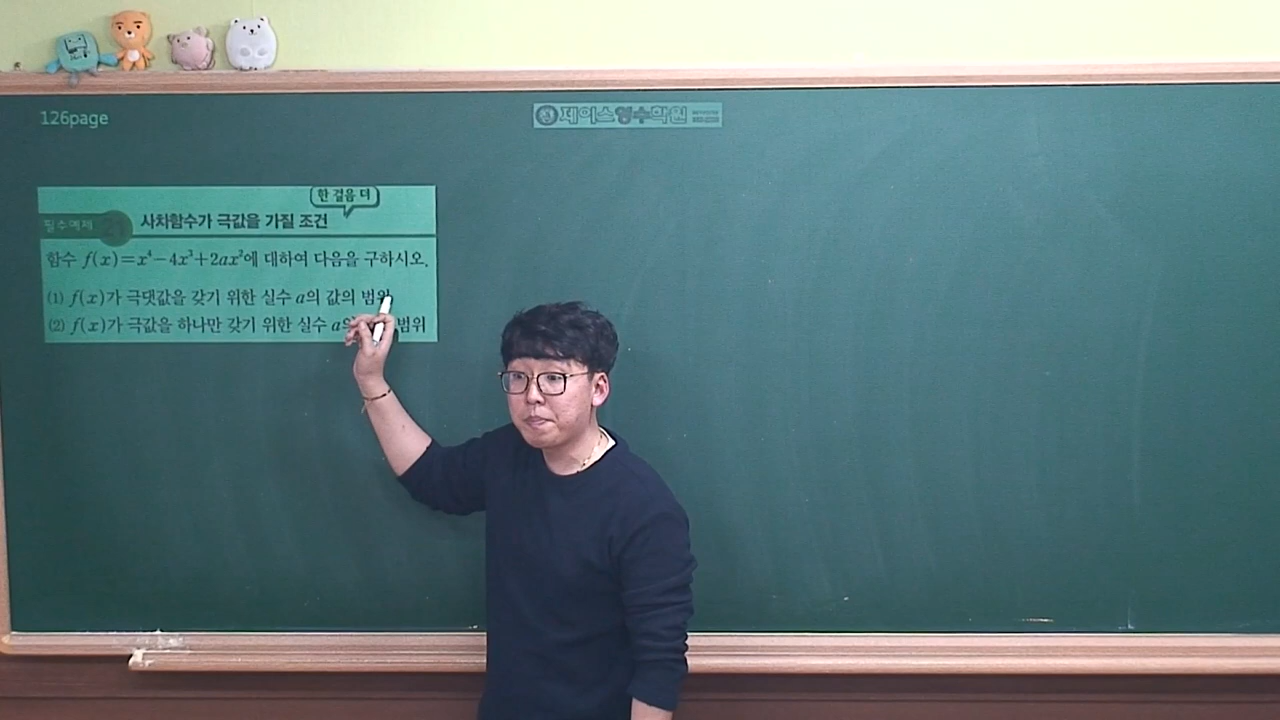 126page
제이스영수학원
한 걸음 더
필수예제 21 사차함수가 극값을 가질 조건
함수 f(x)=x⁴-4x³+2ax²에 대하여 다음을 구하시오.
(1) f(x)가 극댓값을 갖기 위한 실수 a의 값의 범위
(2) f(x)가 극값을 하나만 갖기 위한 실수 a의 범위